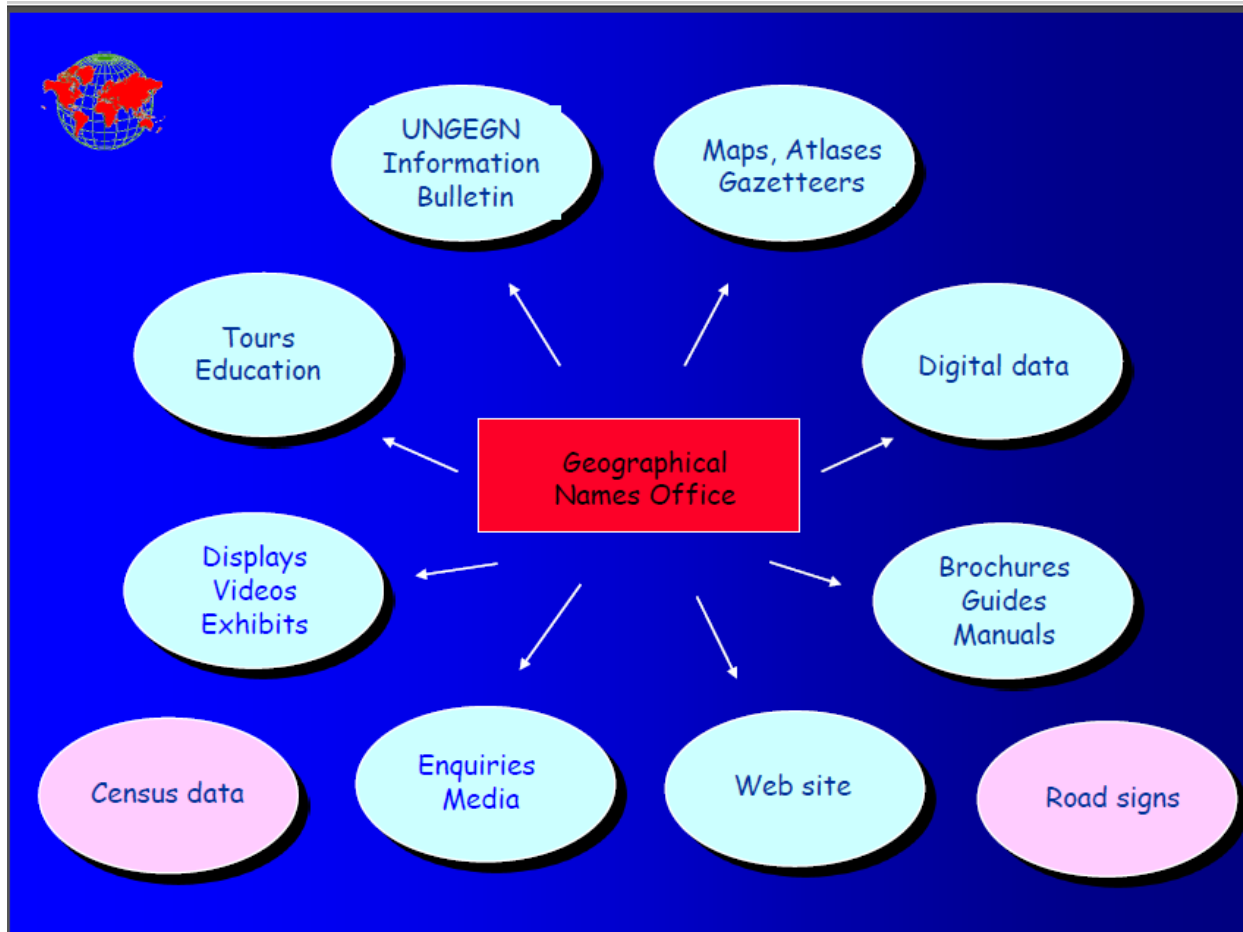 UNGEGN
Information
Bulletin
Maps, Atlases
Gazetteers
Tours
Education
Digital data
Geographical
Names Office
Displays
Videos
Exhibits
Brochures
Guides
Manuals
Census data
Enquiries
Media
Web site
Road signs